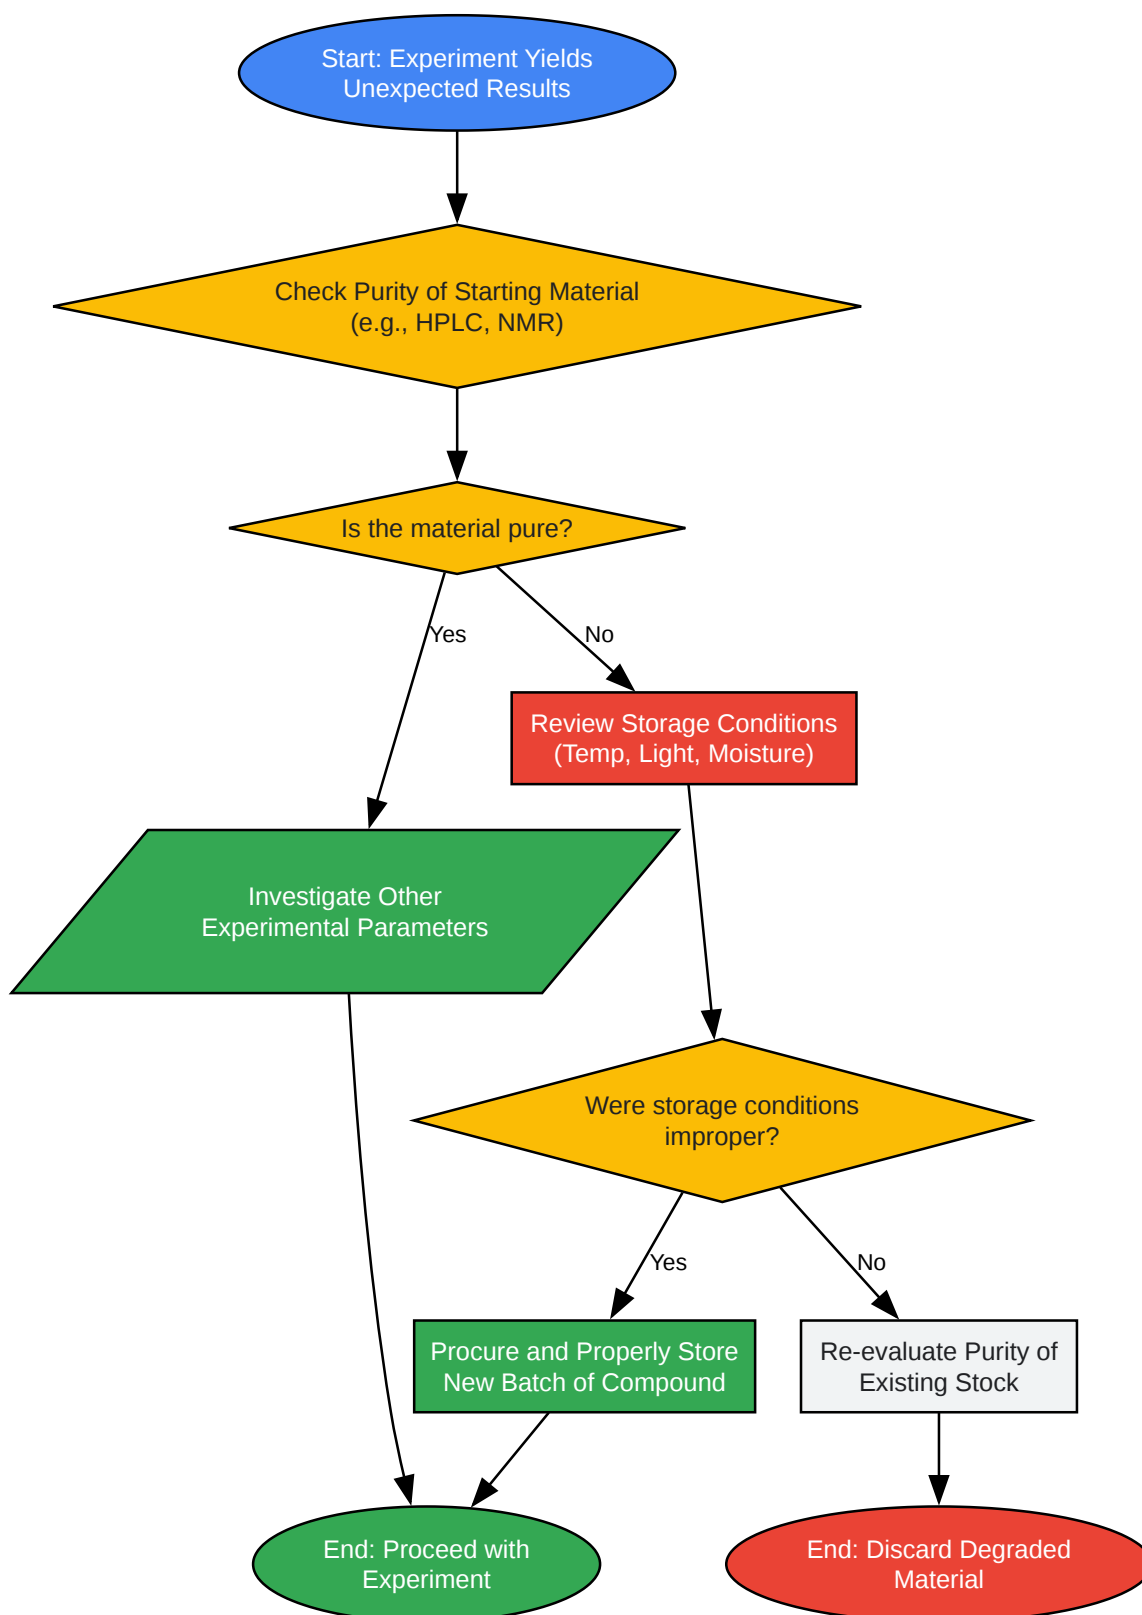 Start: Experiment Yields
Unexpected Results
Check Purity of Starting Material
(e.g., HPLC, NMR)
Is the material pure?
Yes
No
Review Storage Conditions
(Temp, Light, Moisture)
Investigate Other
Experimental Parameters
Were storage conditions
improper?
Yes
No
Procure and Properly Store
New Batch of Compound
Re-evaluate Purity of
Existing Stock
End: Proceed with
Experiment
End: Discard Degraded
Material